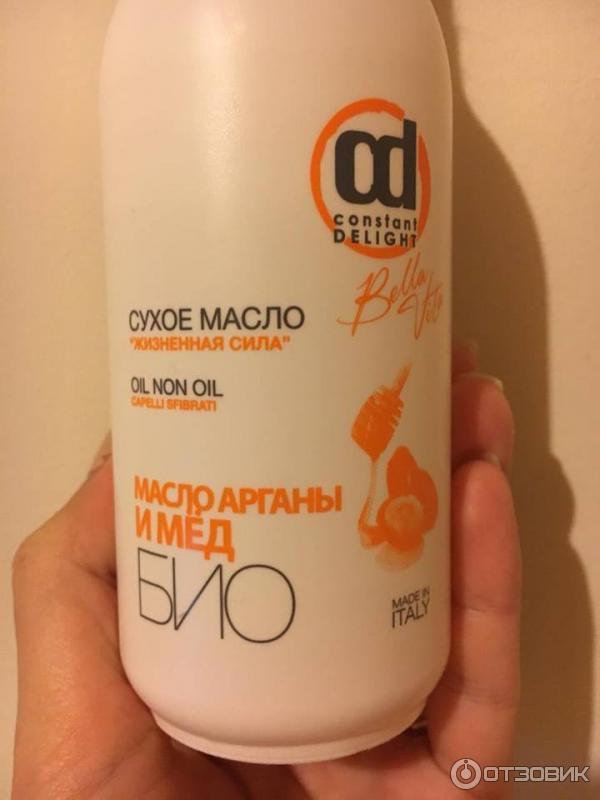 cd
constant
DELIGHT
Bella
Vita
СУХОЕ МАСЛО
"ЖИЗНЕННАЯ СИЛА"
OIL NON OIL
CAPELLI SFIBRATI
МАСЛО АРГАНЫ
И МЁД
БИО
MADE IN
ITALY
ОТЗОВИК